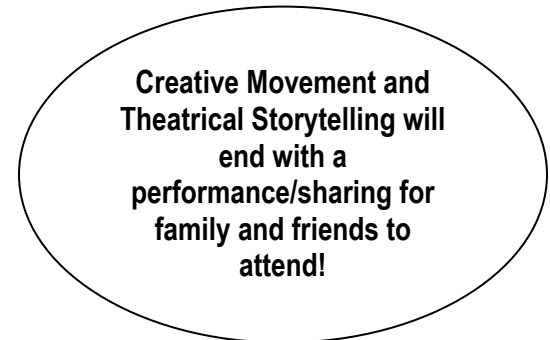 Creative Movement and
Theatrical Storytelling will
end with a
performance/sharing for
family and friends to
attend!